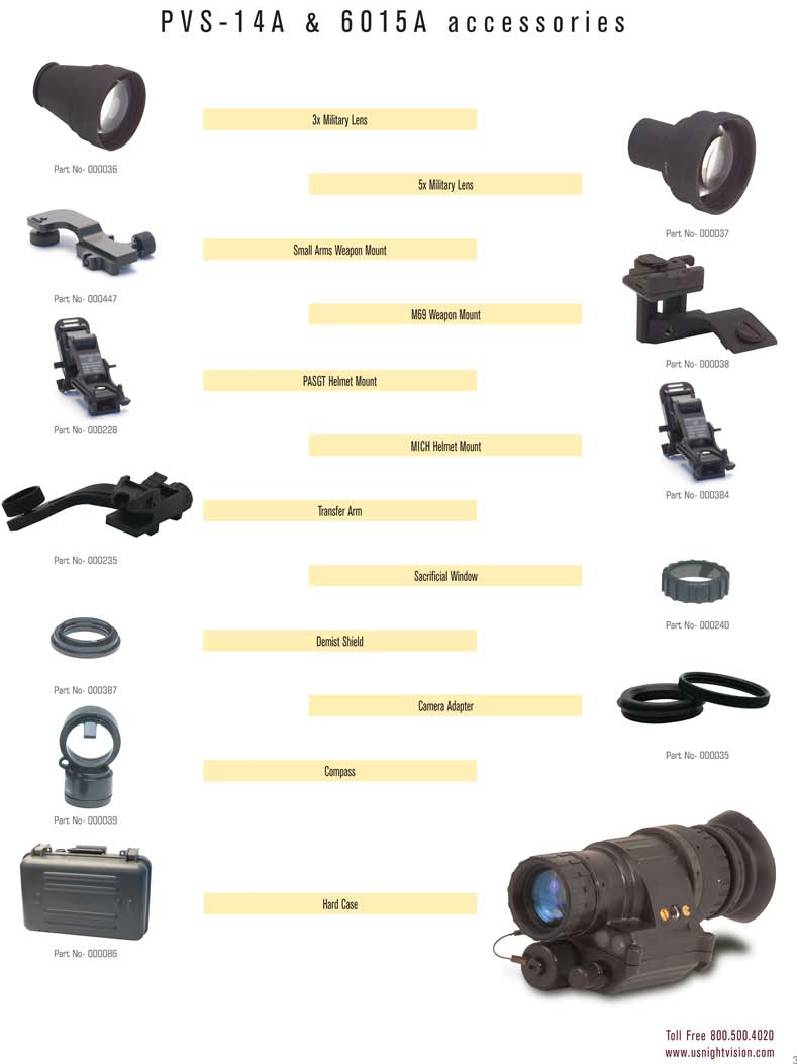 PVS-14A & 6015A accessories
3x Military Lens
Part No- 000036
5x Military Lens
Part No- 000037
Small Arms Weapon Mount
Part No- 000447
M69 Weapon Mount
Part No- 000038
PASGT Helmet Mount
Part No- 000228
MICH Helmet Mount
Part No- 000384
Transfer Arm
Part No- 000235
Sacrificial Window
Part No- 000240
Demist Shield
Part No- 000387
Camera Adapter
Part No- 000035
Compass
Part No- 000039
Hard Case
Part No- 000086
Toll Free 800.500.4020
www.usnightvision.com